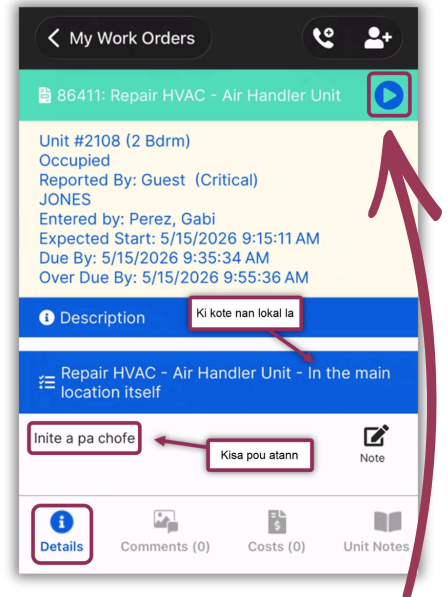 My Work Orders
86411: Repair HVAC - Air Handler Unit
Unit #2108 (2 Bdrm)
Occupied
Reported By: Guest (Critical)
JONES
Entered by: Perez, Gabi
Expected Start: 5/15/2026 9:15:11 AM
Due By: 5/15/2026 9:35:34 AM
Over Due By: 5/15/2026 9:55:36 AM
Description
Ki kote nan lokal la
Repair HVAC - Air Handler Unit - In the main
location itself
Inite a pa chofe
Kisa pou atann
Note
Details
Comments (0)
Costs (0)
Unit Notes